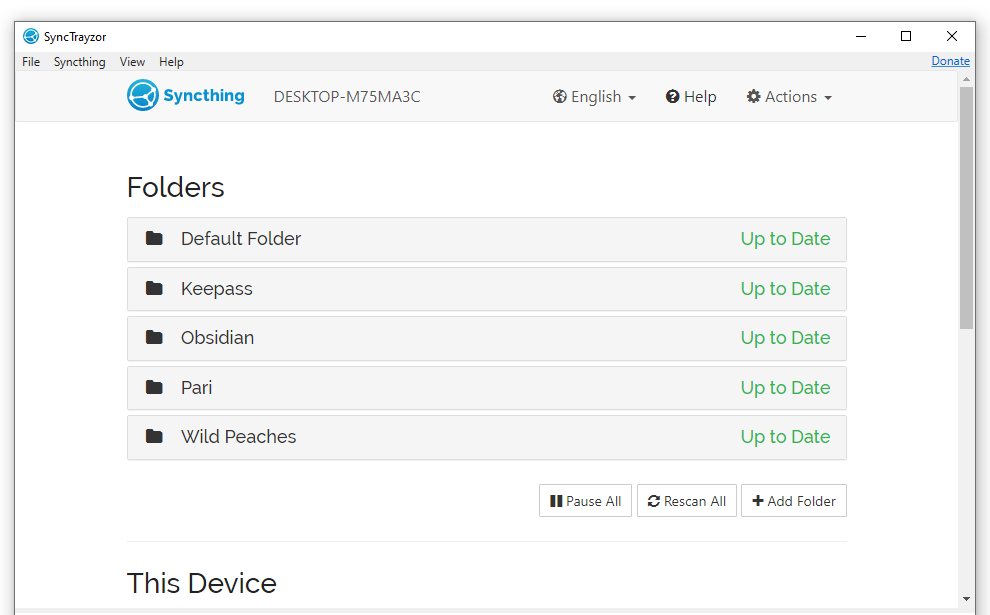 SyncTrayzor
File Syncthing View Help Donate
Syncthing DESKTOP-M75MA3C English Help Actions
Folders
Default Folder Up to Date
Keepass Up to Date
Obsidian Up to Date
Pari Up to Date
Wild Peaches Up to Date
Pause All Rescan All Add Folder
This Device